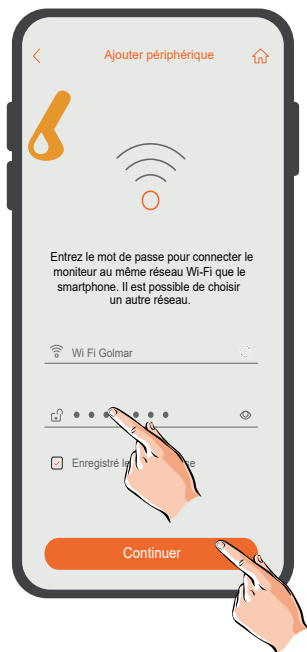 Ajouter périphérique
Entrez le mot de passe pour connecter le
moniteur au même réseau Wi-Fi que le
smartphone. Il est possible de choisir
un autre réseau.
Wi Fi Golmar
Enregistré le
Continuer